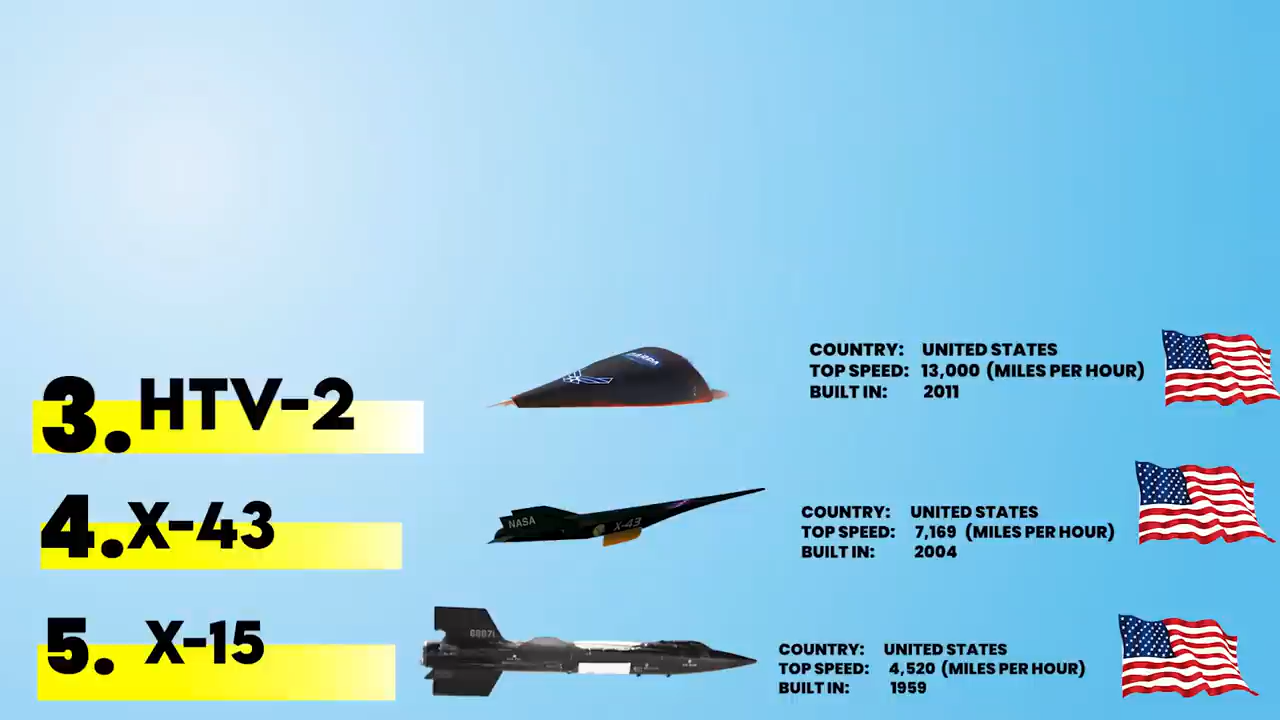 3. HTV-2
DARPA
COUNTRY: UNITED STATES
TOP SPEED: 13,000 (MILES PER HOUR)
BUILT IN: 2011
4. X-43
NASA
X-43
COUNTRY: UNITED STATES
TOP SPEED: 7,169 (MILES PER HOUR)
BUILT IN: 2004
5. X-15
COUNTRY: UNITED STATES
TOP SPEED: 4,520 (MILES PER HOUR)
BUILT IN: 1959